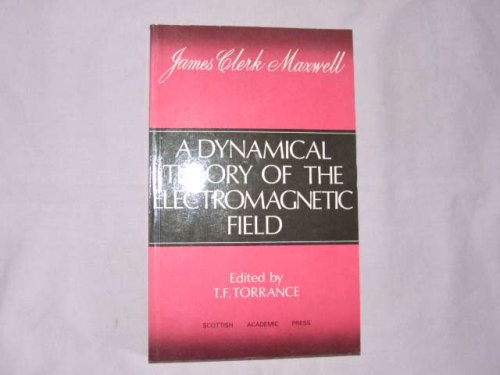 James Clerk Maxwell
A DYNAMICAL
THEORY OF THE
ELECTROMAGNETIC
FIELD
Edited by
T.F. TORRANCE
SCOTTISH ACADEMIC PRESS